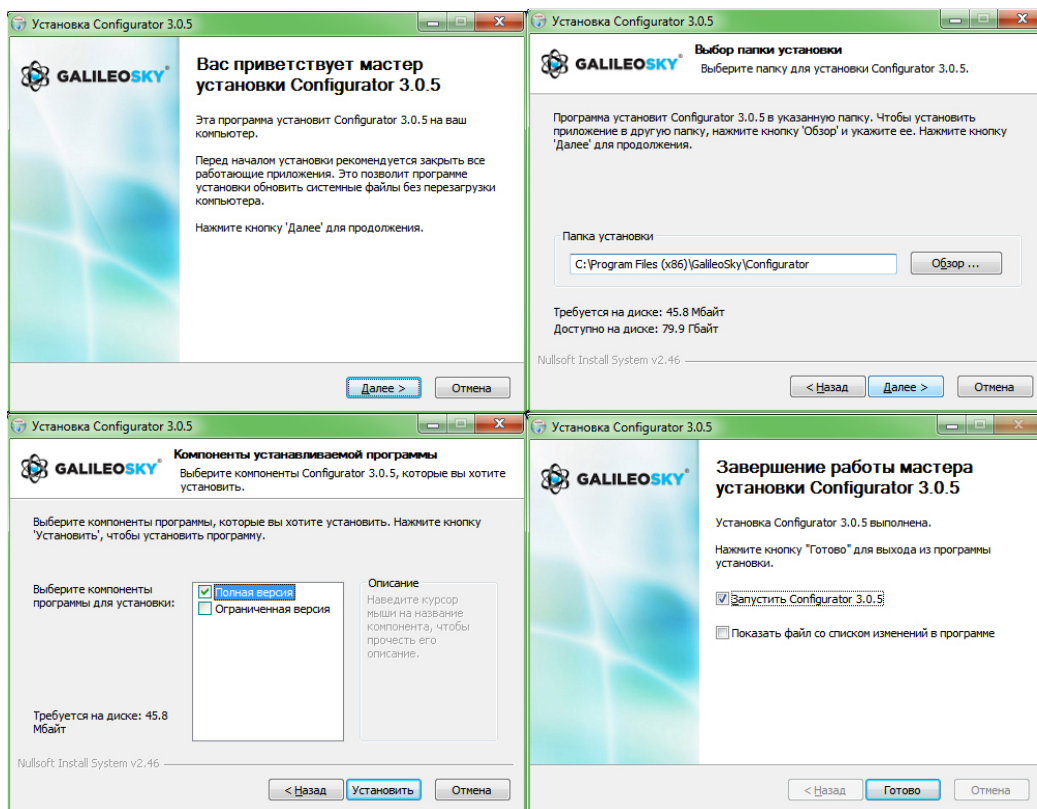 Установка Configurator 3.0.5
GALILEOSKY®
Вас приветствует мастер
установки Configurator 3.0.5
Эта программа установит Configurator 3.0.5 на ваш
компьютер.
Перед началом установки рекомендуется закрыть все
работающие приложения. Это позволит программе
установки обновить системные файлы без перезагрузки
компьютера.
Нажмите кнопку 'Далее' для продолжения.
Далее >
Отмена
Установка Configurator 3.0.5
GALILEOSKY®
Выбор папки установки
Выберите папку для установки Configurator 3.0.5.
Программа установит Configurator 3.0.5 в указанную папку. Чтобы установить
приложение в другую папку, нажмите кнопку 'Обзор' и укажите ее. Нажмите кнопку
'Далее' для продолжения.
Папка установки
C:\Program Files (x86)\GalileoSky\Configurator
Обзор ...
Требуется на диске: 45.8 Мбайт
Доступно на диске: 79.9 Гбайт
Nullsoft Install System v2.46
< Назад
Далее >
Отмена
Установка Configurator 3.0.5
GALILEOSKY®
Компоненты устанавливаемой программы
Выберите компоненты Configurator 3.0.5, которые вы хотите
установить.
Выберите компоненты программы, которые вы хотите установить. Нажмите кнопку
'Установить', чтобы установить программу.
Выберите компоненты
программы для установки:
Полная версия
Ограниченная версия
Описание
Наведите курсор
мыши на название
компонента, чтобы
прочесть его
описание.
Требуется на диске: 45.8
Мбайт
Nullsoft Install System v2.46
< Назад
Установить
Отмена
Установка Configurator 3.0.5
GALILEOSKY®
Завершение работы мастера
установки Configurator 3.0.5
Установка Configurator 3.0.5 выполнена.
Нажмите кнопку "Готово" для выхода из программы
установки.
Запустить Configurator 3.0.5
Показать файл со списком изменений в программе
< Назад
Готово
Отмена